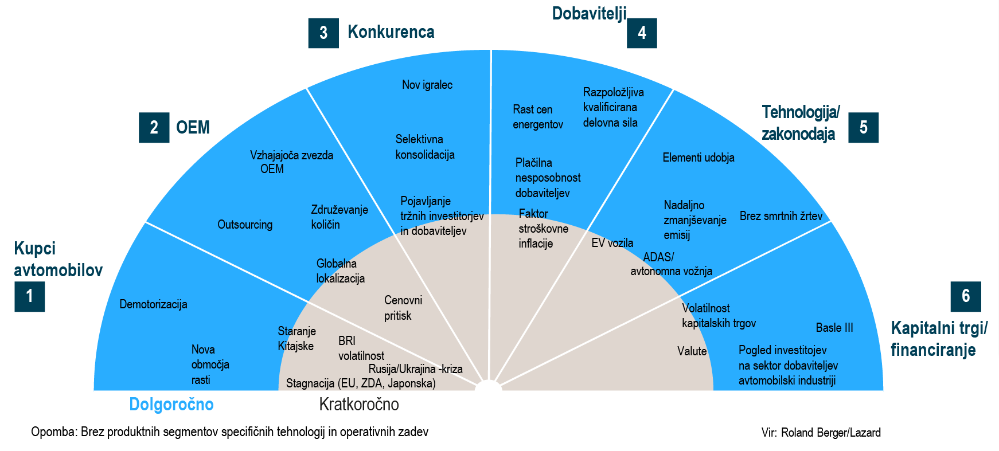 Dobavitelji
3
Konkurenca
4
2
OEM
Tehnologija/
zakonodaja
5
Kupci
avtomobilov
1
6
Kapitalni trgi/
financiranje
Demotorizacija
Nova
območja
rasti
Staranje
Kitajske
BRI
volatilnost
Rusija/Ukrajina -kriza
Stagnacija (EU, ZDA, Japonska)
Vzhajajoča zvezda
OEM
Outsourcing
Združevanje
količin
Globalna
lokalizacija
Cenovni
pritisk
Nov igralec
Selektivna
konsolidacija
Pojavljanje
tržnih investitorjev
in dobaviteljev
Rast cen
energentov
Razpoložljiva
kvalificirana
delovna sila
Plačilna
nesposobnost
dobaviteljev
Faktor
stroškovne
inflacije
Elementi udobja
Nadaljno
zmanjševanje
emisij
Brez smrtnih žrtev
EV vozila
ADAS/
avtonomna vožnja
Volatilnost
kapitalskih trgov
Basle III
Valute
Pogled investitojev
na sektor dobaviteljev
avtomobilski industriji
Dolgoročno
Kratkoročno
Opomba: Brez produktnih segmentov specifičnih tehnologij in operativnih zadev
Vir: Roland Berger/Lazard